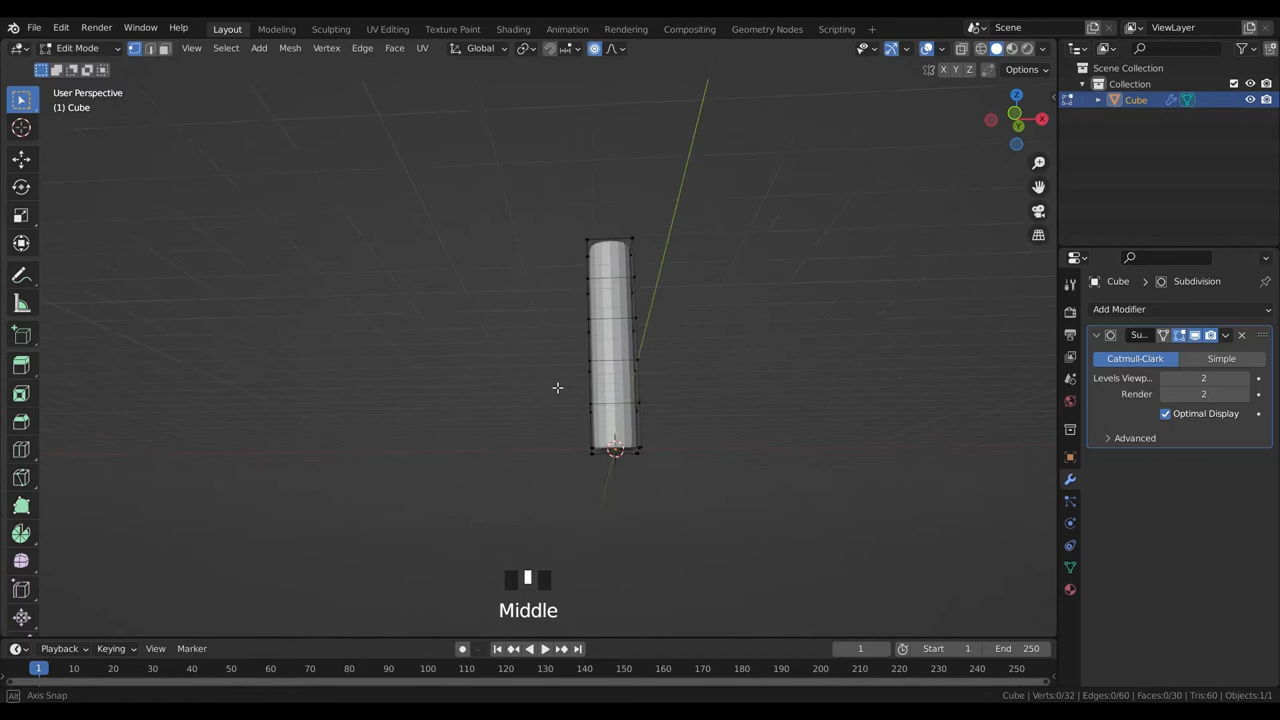 File Edit Render Window Help Layout Modeling Sculpting UV Editing Texture Paint Shading Animation Rendering Compositing Geometry Nodes Scripting + Scene ViewLayer
Edit Mode View Select Add Mesh Vertex Edge Face UV Global
X Y Z Options
User Perspective
(1) Cube
Z
X
Y
Scene Collection
Collection
Cube
Cube > Subdivision
Add Modifier
Su...
Catmull-Clark Simple
Levels Viewp... 2
Render 2
Optimal Display
Advanced
Middle
Playback Keying View Marker 1 Start 1 End 250
1 10 20 30 40 50 60 70 80 90 100 110 120 130 140 150 160 170 180 190 200 210 220 230 240 250
Alt Axis Snap Cube | Verts:0/32 | Edges:0/60 | Faces:0/30 | Tris:60 | Objects:1/1